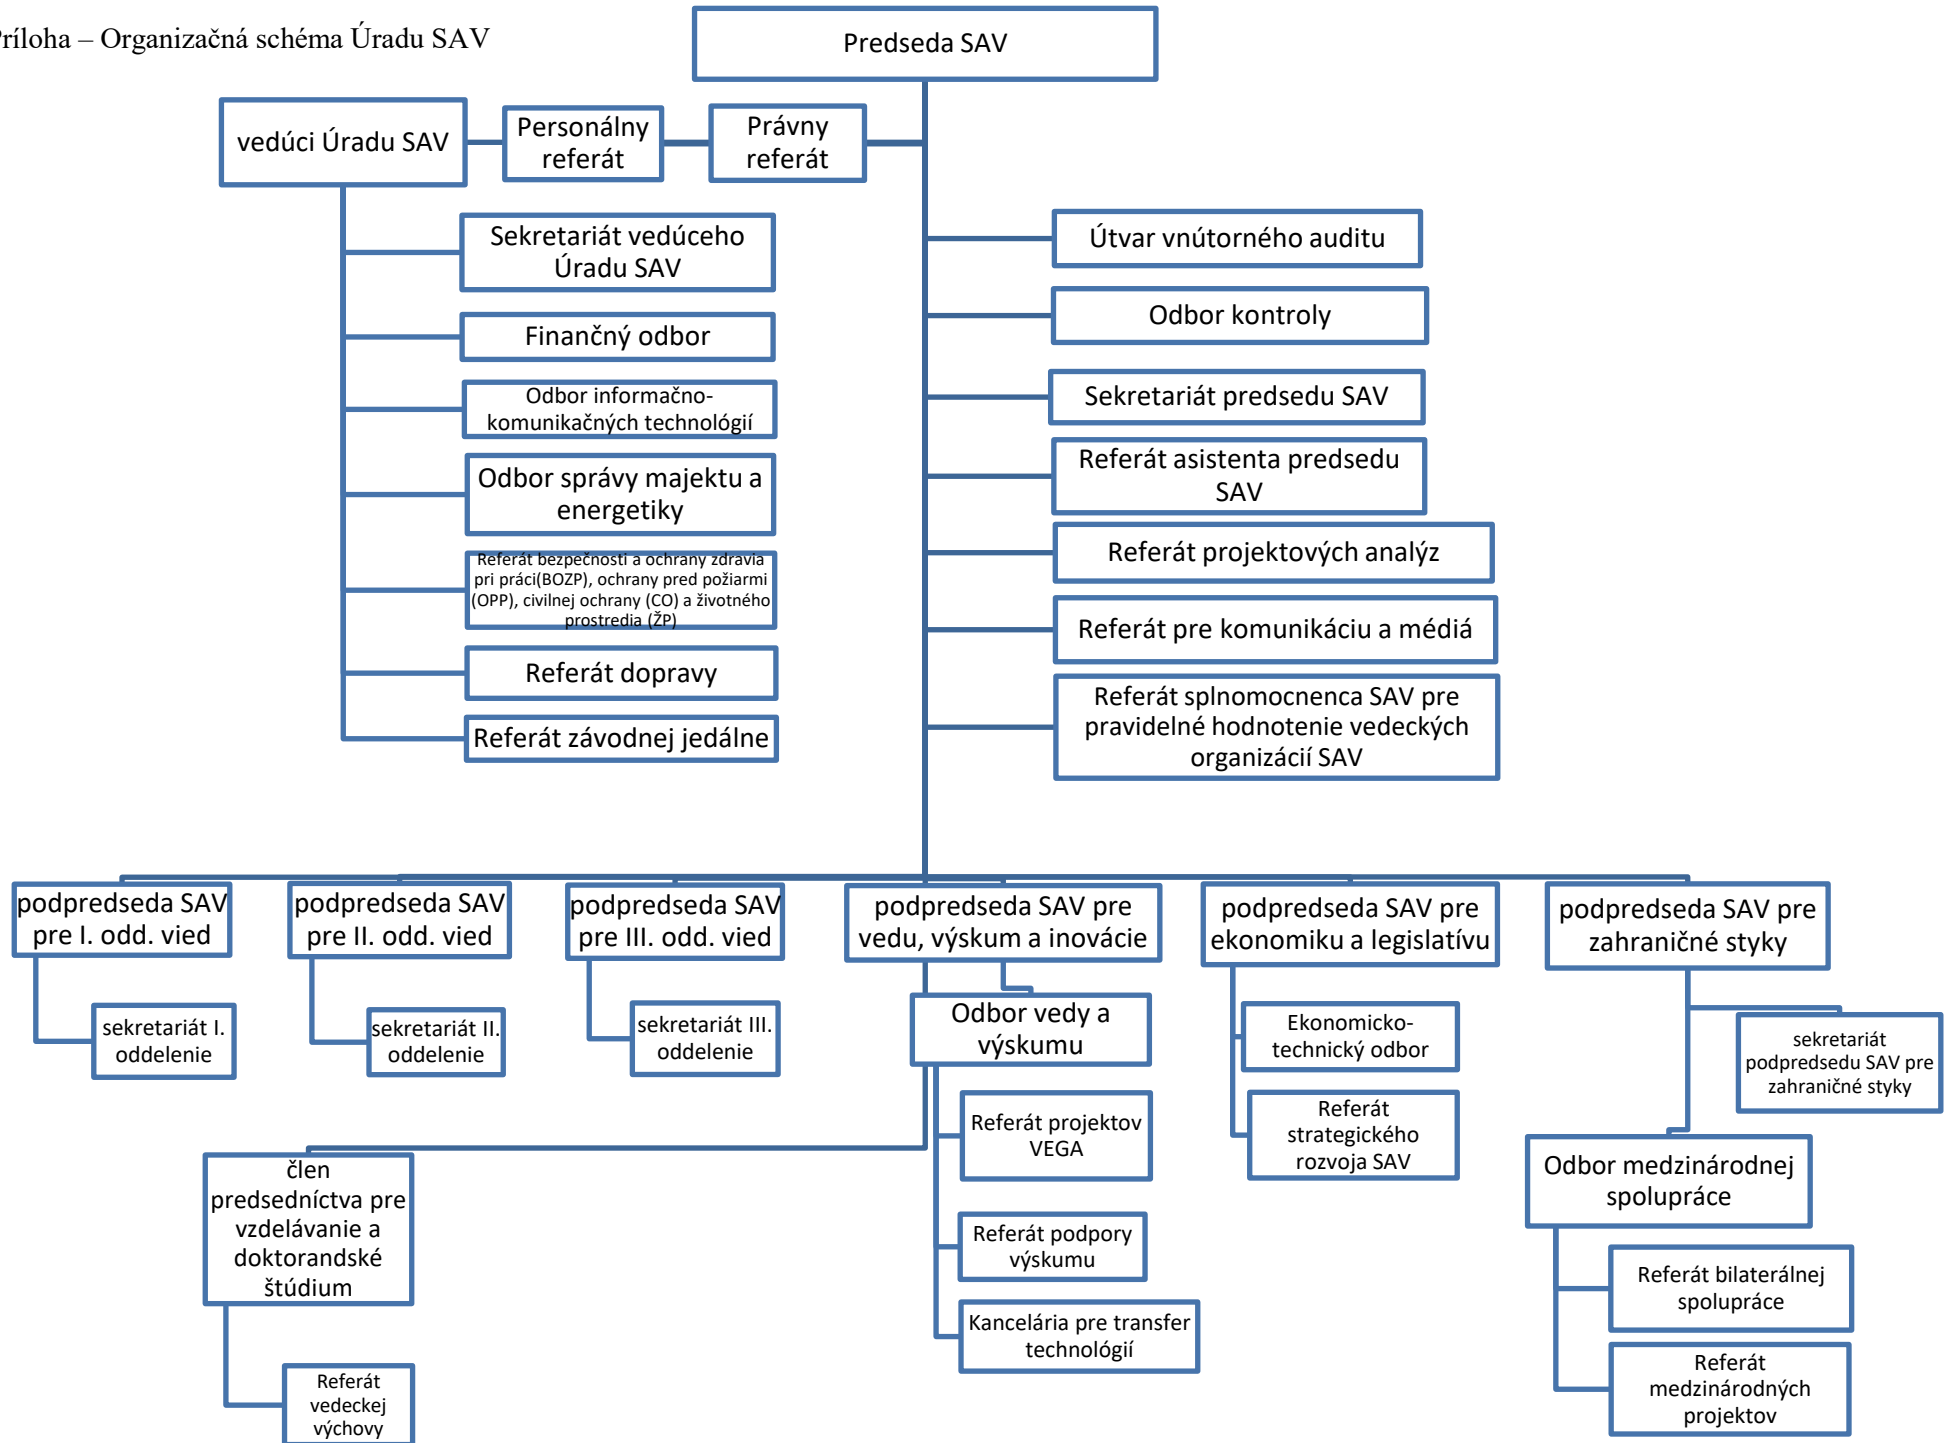 Príloha – Organizačná schéma Úradu SAV
Predseda SAV
vedúci Úradu SAV
Personálny
referát
Právny
referát
Sekretariát vedúceho
Úradu SAV
Finančný odbor
Odbor informačno-
komunikačných technológií
Odbor správy majektu a
energetiky
Referát bezpečnosti a ochrany zdravia
pri práci(BOZP), ochrany pred požiarmi
(OPP), civilnej ochrany (CO) a životného
prostredia (ŽP)
Referát dopravy
Referát závodnej jedálne
Útvar vnútorného auditu
Odbor kontroly
Sekretariát predsedu SAV
Referát asistenta predsedu
SAV
Referát projektových analýz
Referát pre komunikáciu a médiá
Referát splnomocnenca SAV pre
pravidelné hodnotenie vedeckých
organizácií SAV
podpredseda SAV
pre I. odd. vied
podpredseda SAV
pre II. odd. vied
podpredseda SAV
pre III. odd. vied
podpredseda SAV pre
vedu, výskum a inovácie
podpredseda SAV pre
ekonomiku a legislatívu
podpredseda SAV pre
zahraničné styky
sekretariát I.
oddelenie
sekretariát II.
oddelenie
sekretariát III.
oddelenie
Odbor vedy a
výskumu
Ekonomicko-
technický odbor
sekretariát
podpredsedu SAV pre
zahraničné styky
Referát projektov
VEGA
Referát
strategického
rozvoja SAV
člen
predsedníctva pre
vzdelávanie a
doktorandské
štúdium
Odbor medzinárodnej
spolupráce
Referát podpory
výskumu
Referát bilaterálnej
spolupráce
Kancelária pre transfer
technológií
Referát
vedeckej
výchovy
Referát
medzinárodných
projektov